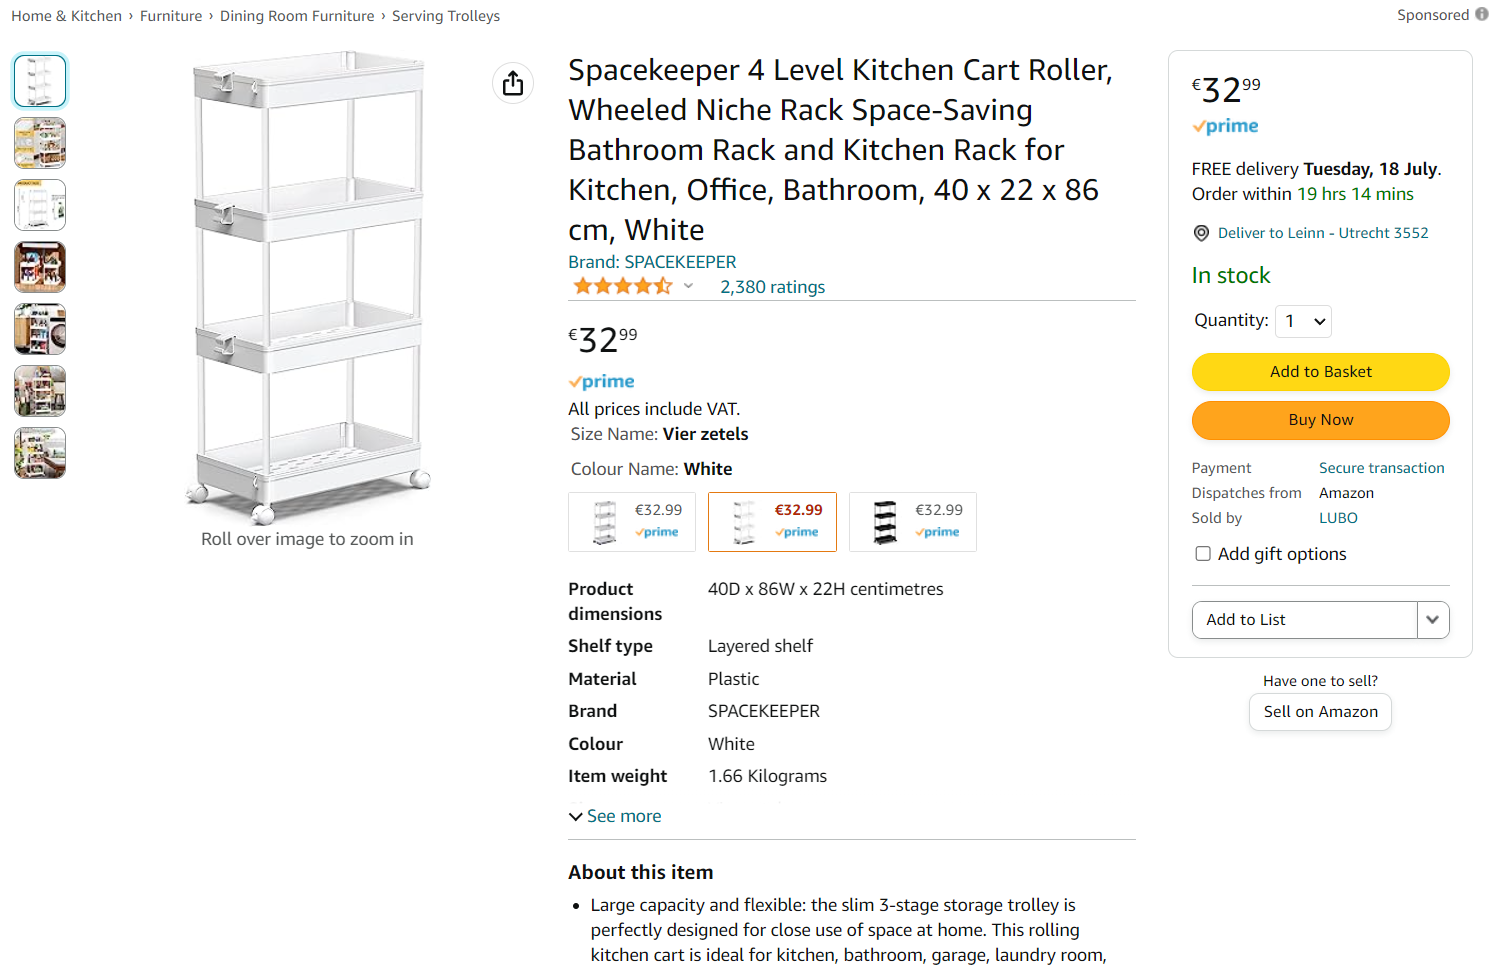 Home & Kitchen › Furniture › Dining Room Furniture › Serving Trolleys
Sponsored
Roll over image to zoom in
Spacekeeper 4 Level Kitchen Cart Roller,
Wheeled Niche Rack Space-Saving
Bathroom Rack and Kitchen Rack for
Kitchen, Office, Bathroom, 40 x 22 x 86
cm, White
Brand: SPACEKEEPER
2,380 ratings
€32 99
prime
All prices include VAT.
Size Name: Vier zetels
Colour Name: White
€32.99 €32.99 €32.99
prime prime prime
Product dimensions 40D x 86W x 22H centimetres
Shelf type Layered shelf
Material Plastic
Brand SPACEKEEPER
Colour White
Item weight 1.66 Kilograms
See more
About this item
• Large capacity and flexible: the slim 3-stage storage trolley is
perfectly designed for close use of space at home. This rolling
kitchen cart is ideal for kitchen, bathroom, garage, laundry room,
€32 99
prime
FREE delivery Tuesday, 18 July.
Order within 19 hrs 14 mins
Deliver to Leinn - Utrecht 3552
In stock
Quantity: 1
Add to Basket
Buy Now
Payment Secure transaction
Dispatches from Amazon
Sold by LUBO
Add gift options
Add to List
Have one to sell?
Sell on Amazon